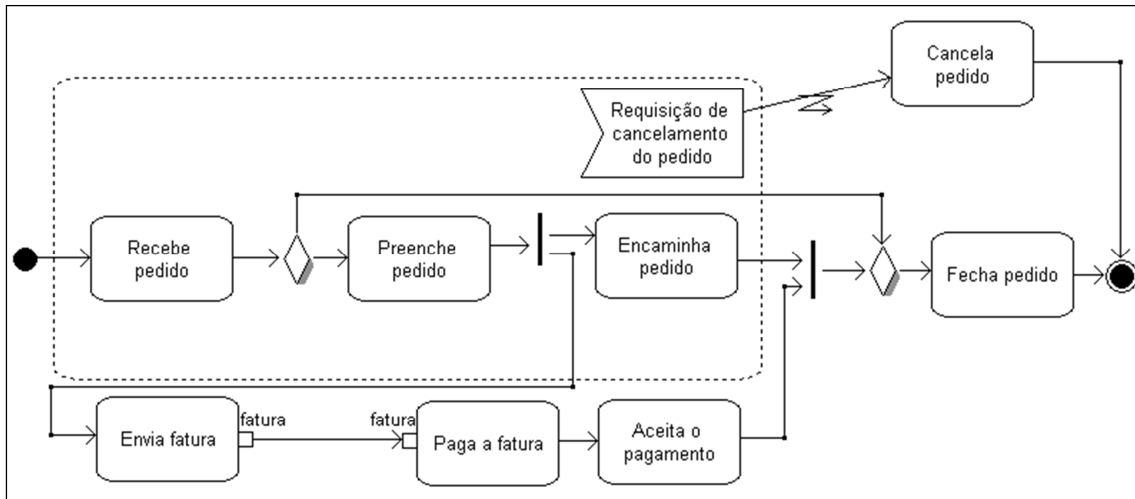 Cancela
pedido
Requisição de
cancelamento
do pedido
Recebe
pedido
Preenche
pedido
Encaminha
pedido
Fecha pedido
Envia fatura
fatura
fatura
Paga a fatura
Aceita o
pagamento